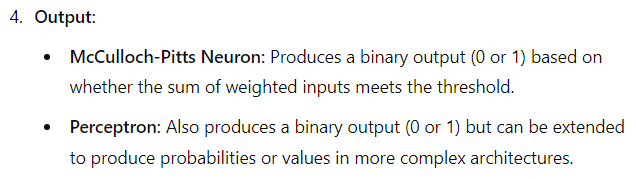 4. Output:
• McCulloch-Pitts Neuron: Produces a binary output (0 or 1) based on
whether the sum of weighted inputs meets the threshold.
• Perceptron: Also produces a binary output (0 or 1) but can be extended
to produce probabilities or values in more complex architectures.